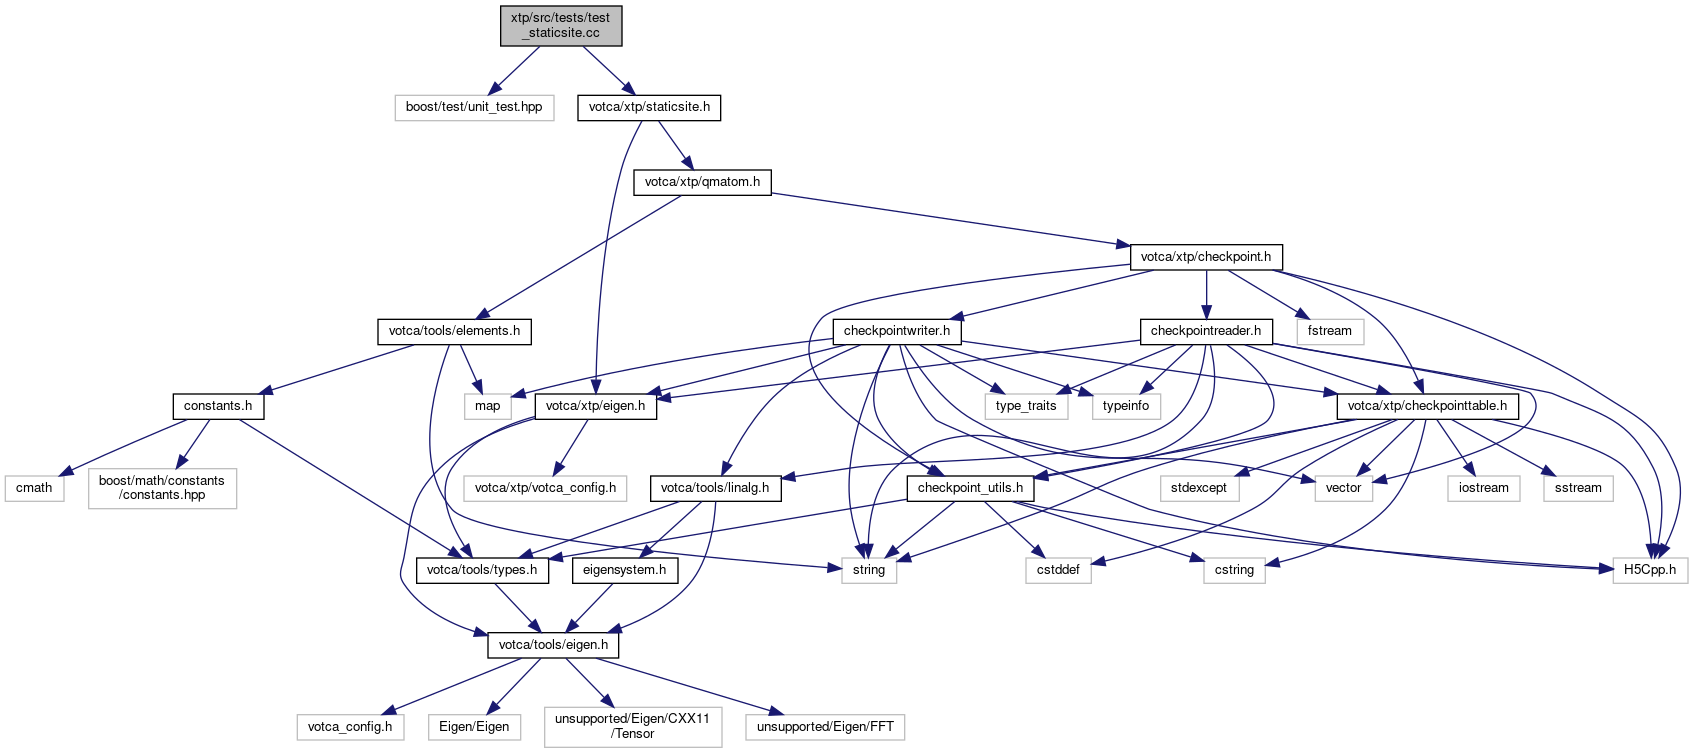 xtp/src/tests/test
_staticsite.cc
boost/test/unit_test.hpp
votca/xtp/staticsite.h
votca/xtp/qmatom.h
votca/xtp/checkpoint.h
votca/tools/elements.h
checkpointwriter.h
checkpointreader.h
fstream
constants.h
map
votca/xtp/eigen.h
type_traits
typeinfo
votca/xtp/checkpointtable.h
cmath
boost/math/constants
/constants.hpp
votca/xtp/votca_config.h
votca/tools/linalg.h
checkpoint_utils.h
stdexcept
vector
iostream
sstream
votca/tools/types.h
eigensystem.h
string
cstddef
cstring
H5Cpp.h
votca/tools/eigen.h
votca_config.h
Eigen/Eigen
unsupported/Eigen/CXX11
/Tensor
unsupported/Eigen/FFT